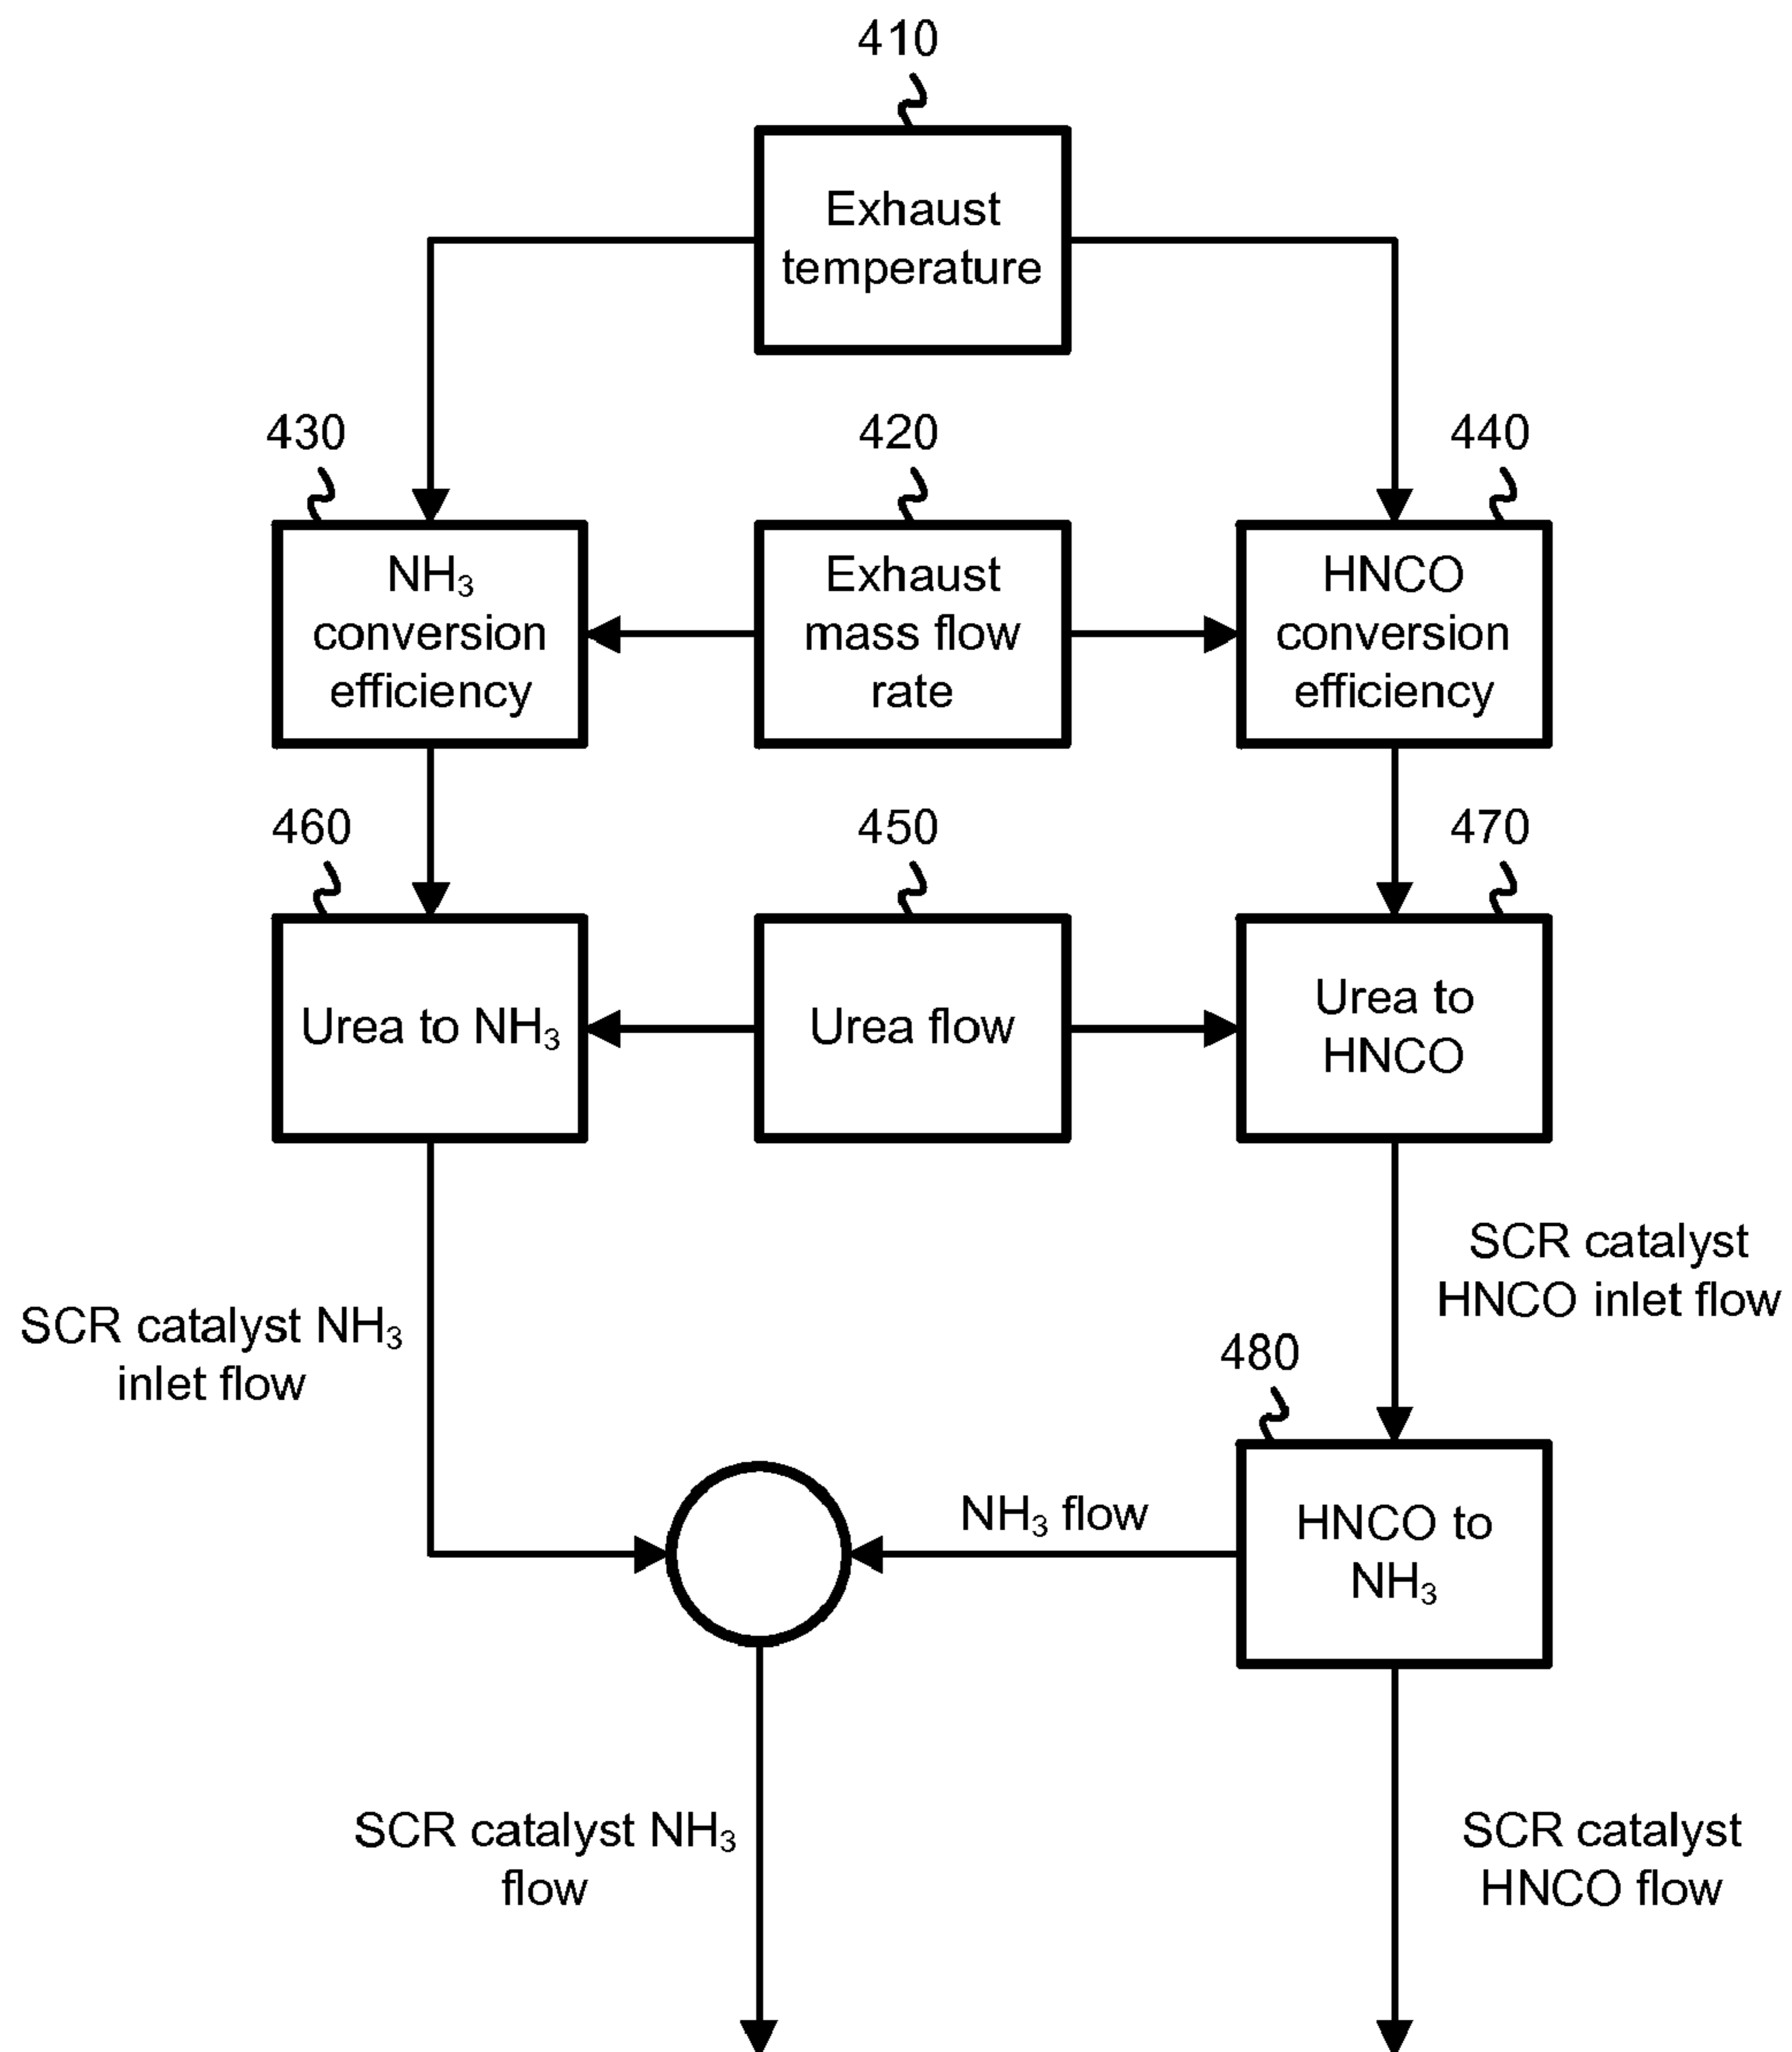 410
Exhaust
temperature
430
420
440
NH₃
conversion
efficiency
Exhaust
mass flow
rate
HNCO
conversion
efficiency
460
450
470
Urea to NH₃
Urea flow
Urea to
HNCO
SCR catalyst
HNCO inlet flow
SCR catalyst NH₃
inlet flow
480
NH₃ flow
HNCO to
NH₃
SCR catalyst NH₃
flow
SCR catalyst
HNCO flow